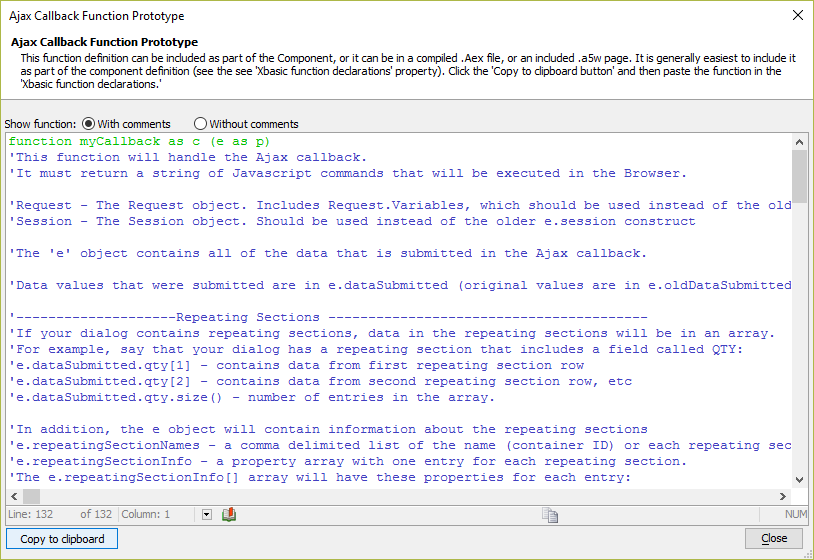 Ajax Callback Function Prototype
Ajax Callback Function Prototype
This function definition can be included as part of the Component, or it can be in a compiled .Aex file, or an included .a5w page. It is generally easiest to include it
as part of the component definition (see the see 'Xbasic function declarations' property). Click the 'Copy to clipboard button' and then paste the function in the
'Xbasic function declarations.'
Show function: With comments Without comments
function myCallback as c (e as p)
'This function will handle the Ajax callback.
'It must return a string of Javascript commands that will be executed in the Browser.
'Request - The Request object. Includes Request.Variables, which should be used instead of the old
'Session - The Session object. Should be used instead of the older e.session construct
'The 'e' object contains all of the data that is submitted in the Ajax callback.
'Data values that were submitted are in e.dataSubmitted (original values are in e.oldDataSubmitted
'--------------------Repeating Sections ----------------------------------------
'If your dialog contains repeating sections, data in the repeating sections will be in an array.
'For example, say that your dialog has a repeating section that includes a field called QTY:
'e.dataSubmitted.qty[1] - contains data from first repeating section row
'e.dataSubmitted.qty[2] - contains data from second repeating section row, etc
'e.dataSubmitted.qty.size() - number of entries in the array.
'In addition, the e object will contain information about the repeating sections
'e.repeatingSectionNames - a comma delimited list of the name (container ID) or each repeating sec
'e.repeatingSectionInfo - a property array with one entry for each repeating section.
'The e.repeatingSectionInfo[] array will have these properties for each entry:
Line: 132 of 132 Column: 1 NUM
Copy to clipboard Close